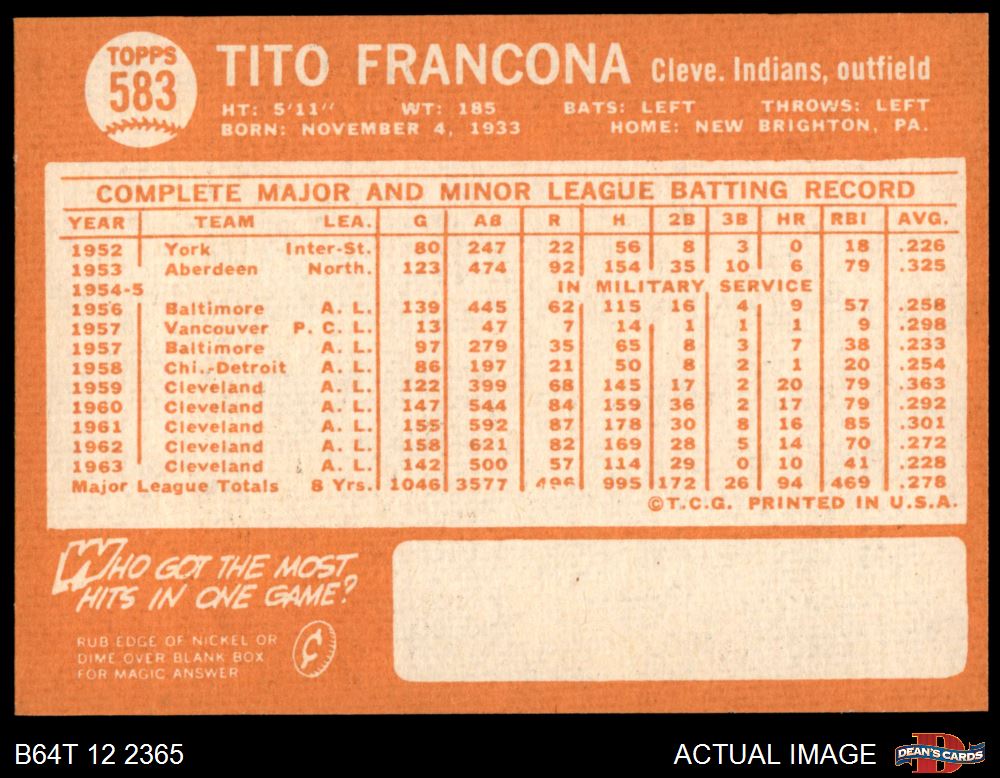 TOPPS
583
TITO FRANCONA Cleve. Indians, outfield
HT: 5'11" WT: 185 BATS: LEFT THROWS: LEFT
BORN: NOVEMBER 4, 1933 HOME: NEW BRIGHTON, PA.
COMPLETE MAJOR AND MINOR LEAGUE BATTING RECORD
YEAR TEAM LEA. G AB R H 2B 3B HR RBI AVG.
1952 York Inter-St. 80 247 22 56 8 3 0 18 .226
1953 Aberdeen North. 123 474 92 154 35 10 6 79 .325
1954-5 IN MILITARY SERVICE
1956 Baltimore A. L. 139 445 62 115 16 4 9 57 .258
1957 Vancouver P. C. L. 13 47 7 14 1 1 1 9 .298
1957 Baltimore A. L. 97 279 35 65 8 3 7 38 .233
1958 Chi.-Detroit A. L. 86 197 21 50 8 2 1 20 .254
1959 Cleveland A. L. 122 399 68 145 17 2 20 79 .363
1960 Cleveland A. L. 147 544 84 159 36 2 17 79 .292
1961 Cleveland A. L. 155 592 87 178 30 8 16 85 .301
1962 Cleveland A. L. 158 621 82 169 28 5 14 70 .272
1963 Cleveland A. L. 142 500 57 114 29 0 10 41 .228
Major League Totals 8 Yrs. 1046 3577 496 995 172 26 94 469 .278
©T.C.G. PRINTED IN U.S.A.
WHO GOT THE MOST
HITS IN ONE GAME?
RUB EDGE OF NICKEL OR
DIME OVER BLANK BOX
FOR MAGIC ANSWER
¢
B64T 12 2365 ACTUAL IMAGE DEAN'S CARDS